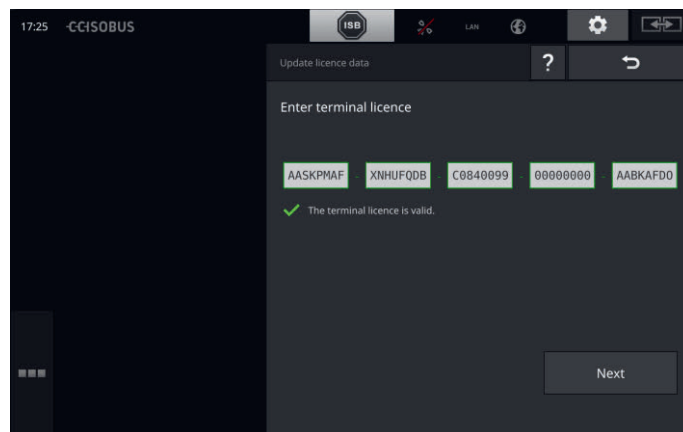 17:25 CCISOBUS ISB LAN
Update licence data ?
Enter terminal licence
AASKPMAF - XNHUFQDB - C0840099 - 00000000 - AABKAFDO
The terminal licence is valid.
Next